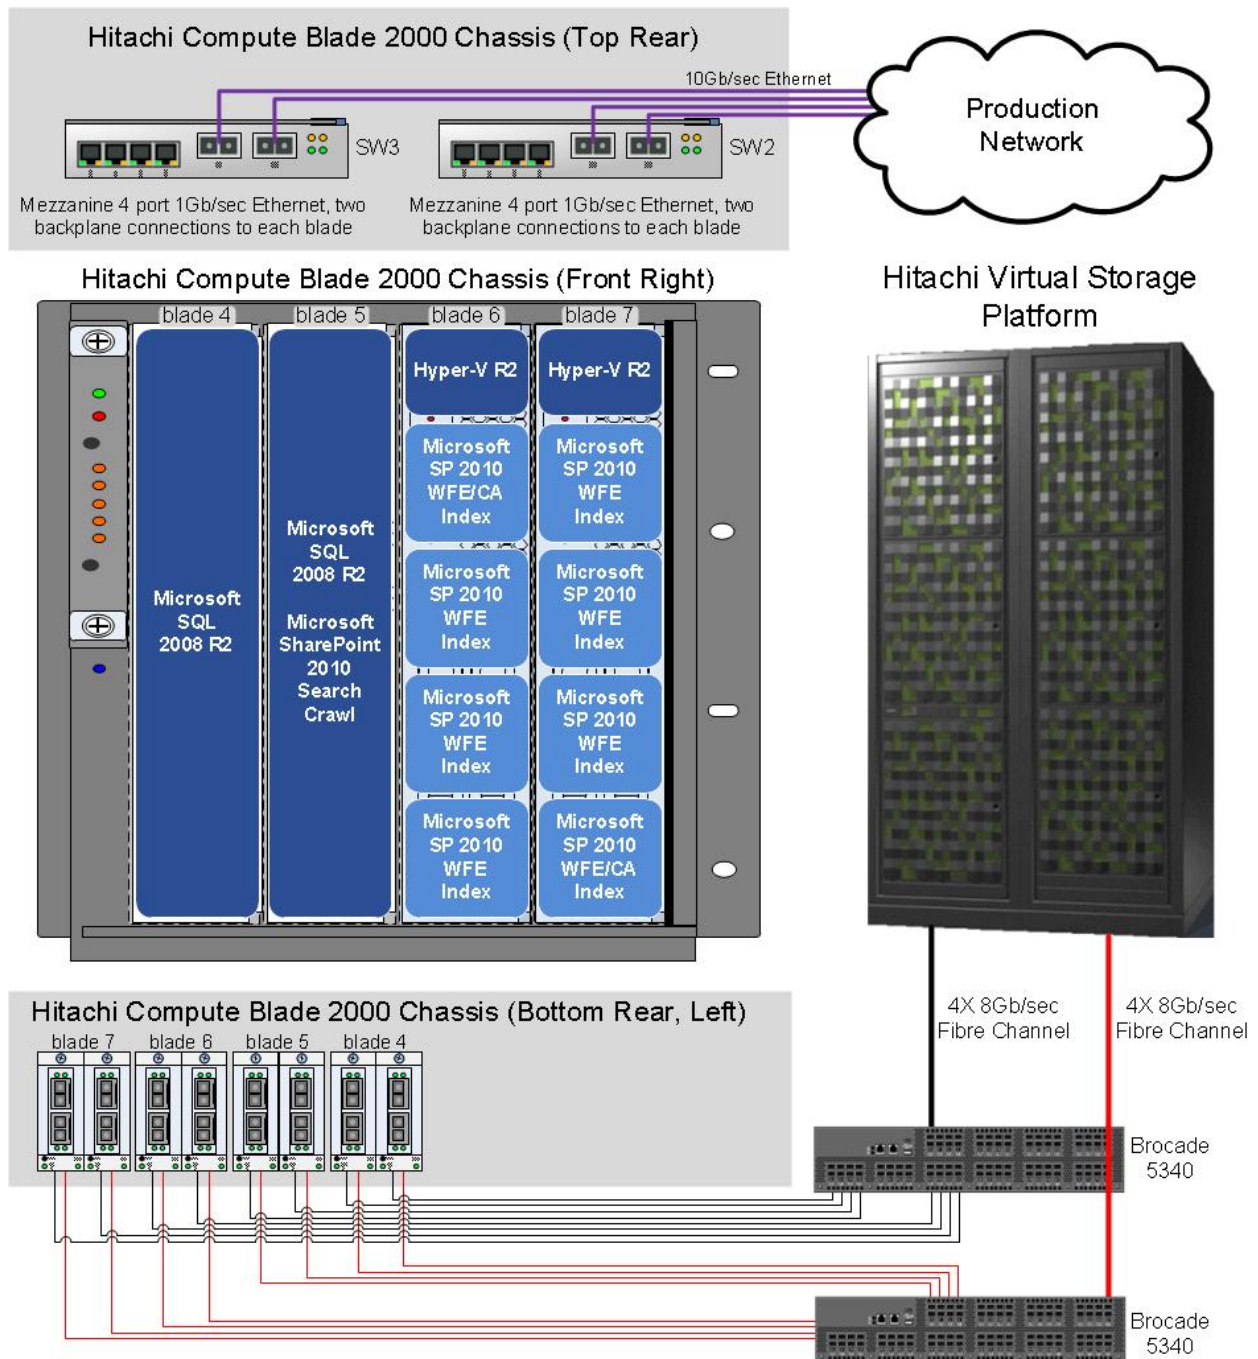 Hitachi Compute Blade 2000 Chassis (Top Rear)
10Gb/sec Ethernet
Production
Network
SW3
SW2
Mezzanine 4 port 1Gb/sec Ethernet, two
backplane connections to each blade
Mezzanine 4 port 1Gb/sec Ethernet, two
backplane connections to each blade
Hitachi Compute Blade 2000 Chassis (Front Right)
blade 4
blade 5
blade 6
blade 7
Microsoft
SQL
2008 R2
Microsoft
SQL
2008 R2
Microsoft
SharePoint
2010
Search
Crawl
Hyper-V R2
Microsoft
SP 2010
WFE/CA
Index
Microsoft
SP 2010
WFE
Index
Microsoft
SP 2010
WFE
Index
Microsoft
SP 2010
WFE
Index
Hyper-V R2
Microsoft
SP 2010
WFE
Index
Microsoft
SP 2010
WFE
Index
Microsoft
SP 2010
WFE
Index
Microsoft
SP 2010
WFE/CA
Index
Hitachi Virtual Storage
Platform
4X 8Gb/sec
Fibre Channel
4X 8Gb/sec
Fibre Channel
Hitachi Compute Blade 2000 Chassis (Bottom Rear, Left)
blade 7
blade 6
blade 5
blade 4
Brocade
5340
Brocade
5340